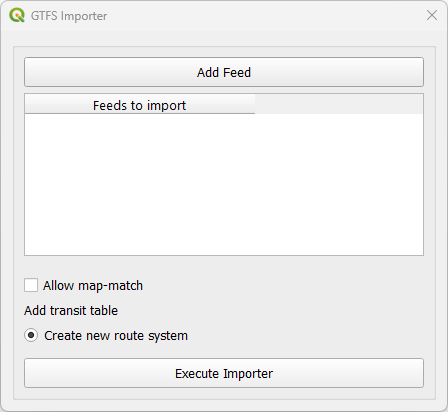 GTFS Importer
Add Feed
Feeds to import
Allow map-match
Add transit table
Create new route system
Execute Importer